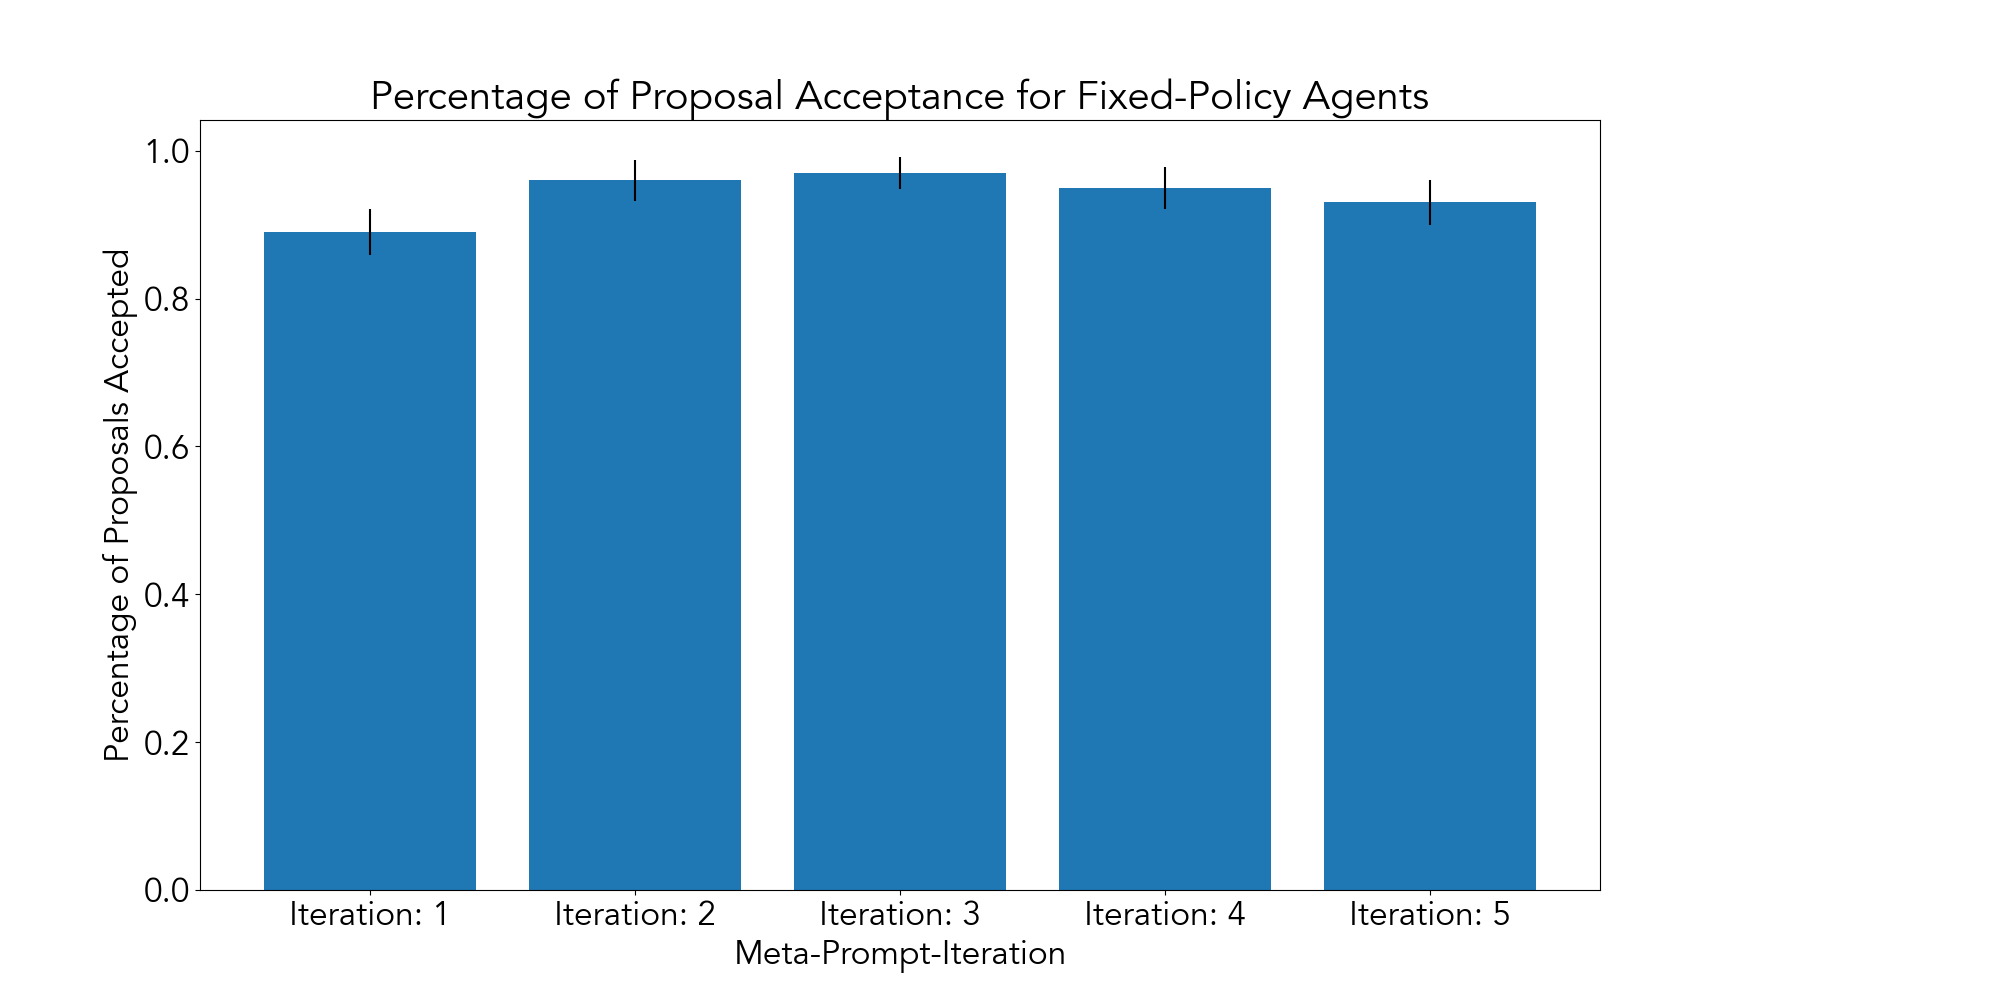 Percentage of Proposal Acceptance for Fixed-Policy Agents
Percentage of Proposals Accepted
1.0
0.8
0.6
0.4
0.2
0.0
Iteration: 1
Iteration: 2
Iteration: 3
Iteration: 4
Iteration: 5
Meta-Prompt-Iteration